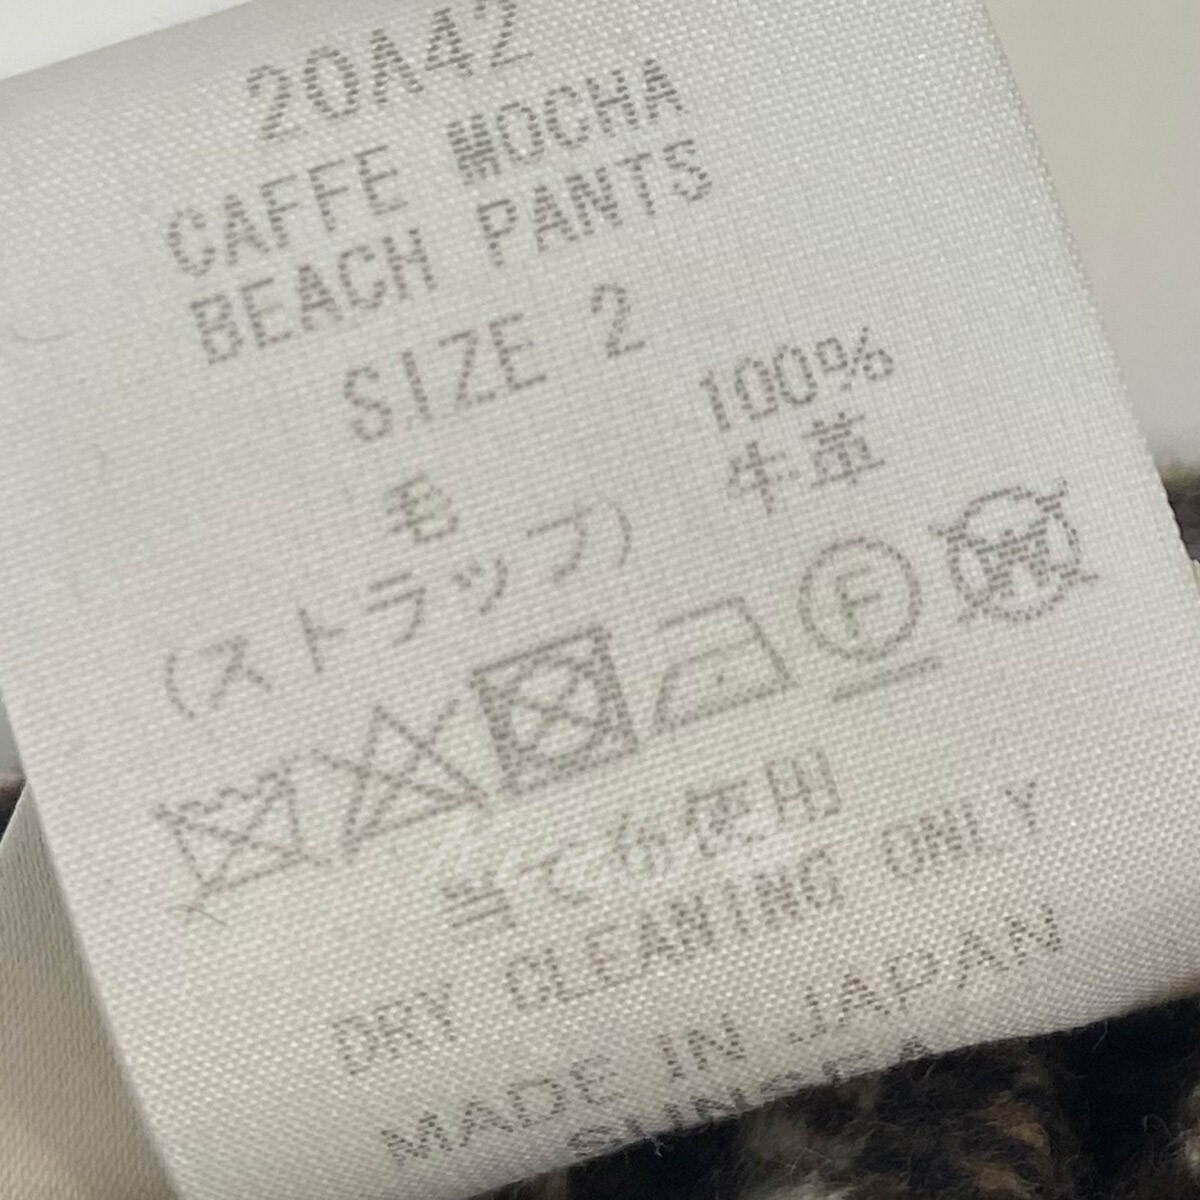 20A42
CAFFE MOCHA
BEACH PANTS
SIZE 2
毛 100%
(ストラップ) 牛革
F W
当て布使用
DRY CLEANING ONLY
MADE IN JAPAN
SUNSEA